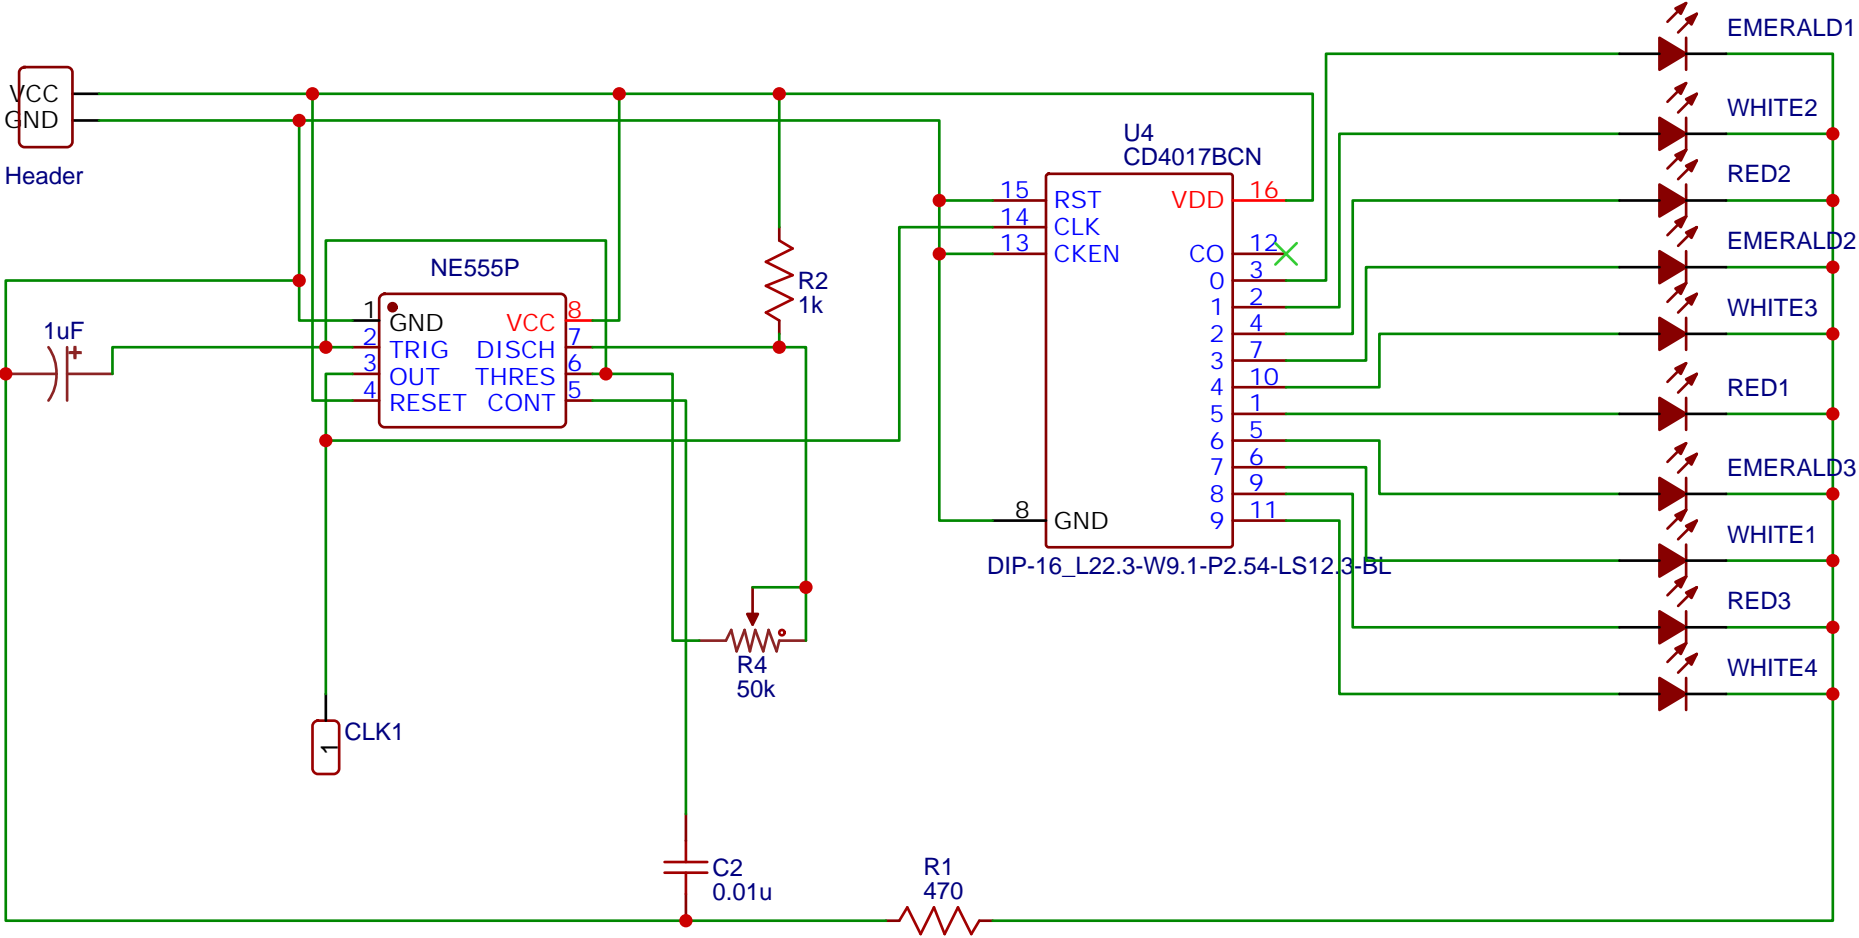 VCC
GND
Header
1uF
NE555P
1
GND
2
TRIG
3
OUT
4
RESET
8
VCC
7
DISCH
6
THRES
5
CONT
R2
1k
R4
50k
1
CLK1
C2
0.01u
R1
470
U4
CD4017BCN
15
RST
14
CLK
13
CKEN
8
GND
VDD
16
CO
12
0
3
1
2
2
4
3
7
4
10
5
1
6
5
7
6
8
9
9
11
DIP-16_L22.3-W9.1-P2.54-LS12.3-BL
EMERALD1
WHITE2
RED2
EMERALD2
WHITE3
RED1
EMERALD3
WHITE1
RED3
WHITE4